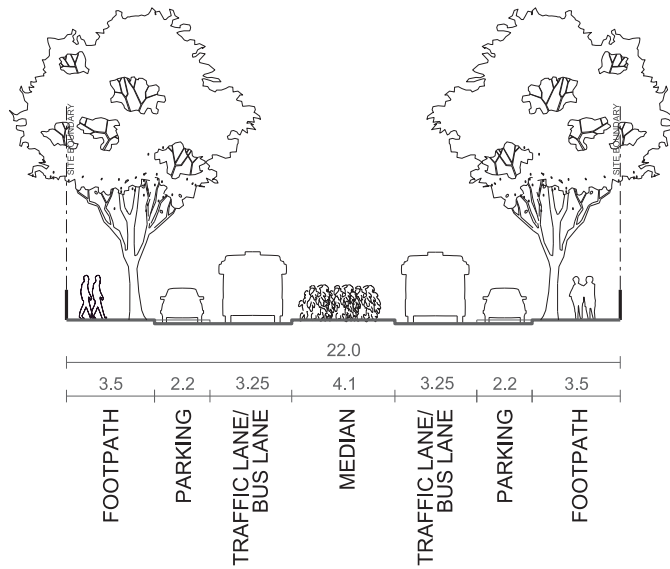 SITE BOUNDARY
SITE BOUNDARY
22.0
3.5 2.2 3.25 4.1 3.25 2.2 3.5
FOOTPATH
PARKING
TRAFFIC LANE/
BUS LANE
MEDIAN
TRAFFIC LANE/
BUS LANE
PARKING
FOOTPATH